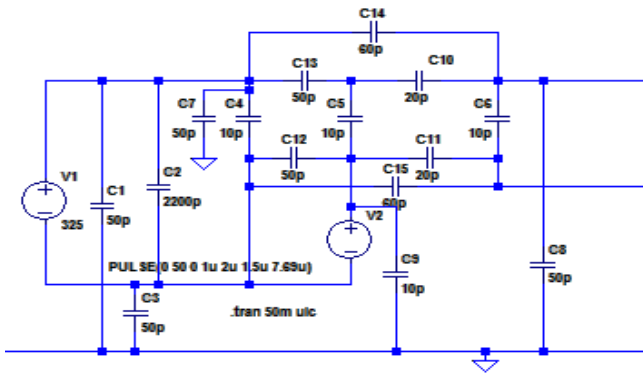 C14
60p
C13
50p
C10
20p
C7
50p
C4
10p
C5
10p
C6
10p
C12
50p
C11
20p
C15
60p
V1
325
C1
50p
C2
2200p
V2
PULSE(0 50 0 1u 2u 1.5u 7.69u)
C9
10p
C8
50p
C3
50p
.tran 50m uic